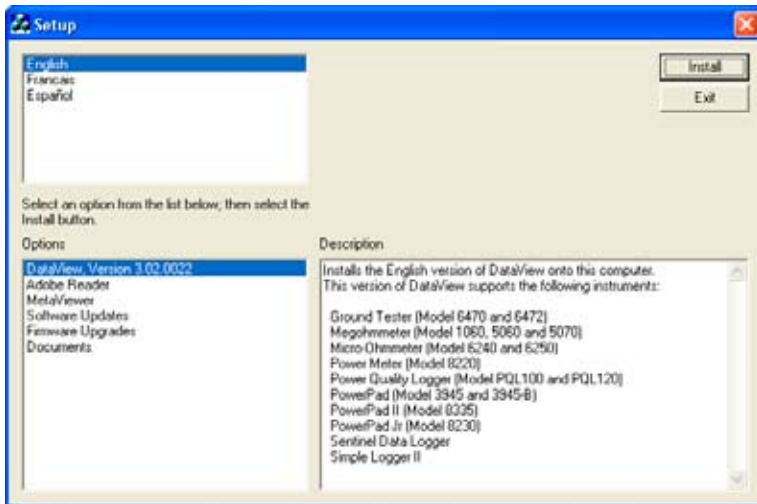 Setup
English
Francais
Español
Install
Exit
Select an option from the list below, then select the
Install button.
Options
DataView, Version 3.02.0022
Adobe Reader
MetaViewer
Software Updates
Firmware Upgrades
Documents
Description
Installs the English version of DataView onto this computer.
This version of DataView supports the following instruments:
Ground Tester (Model 6470 and 6472)
Megohmmeter (Model 1060, 5060 and 5070)
Micro-Ohmmeter (Model 6240 and 6250)
Power Meter (Model 8220)
Power Quality Logger (Model PQL100 and PQL120)
PowerPad (Model 3945 and 3945-B)
PowerPad II (Model 8335)
PowerPad Jr (Model 8230)
Sentinel Data Logger
Simple Logger II